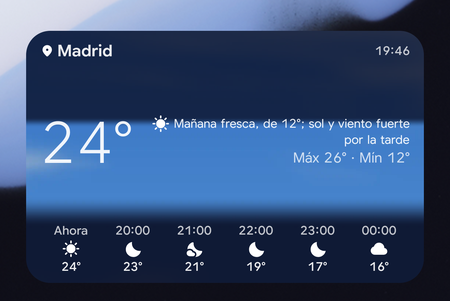 Madrid
19:46
24°
Mañana fresca, de 12°; sol y viento fuerte
por la tarde
Máx 26° · Mín 12°
Ahora 20:00 21:00 22:00 23:00 00:00
24° 23° 21° 19° 17° 16°